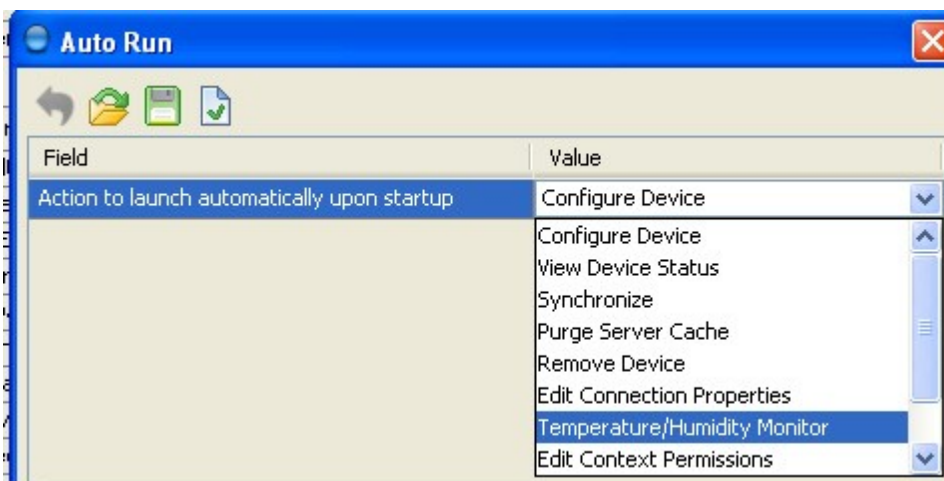 Auto Run
Field Value
Action to launch automatically upon startup Configure Device
Configure Device
View Device Status
Synchronize
Purge Server Cache
Remove Device
Edit Connection Properties
Temperature/Humidity Monitor
Edit Context Permissions